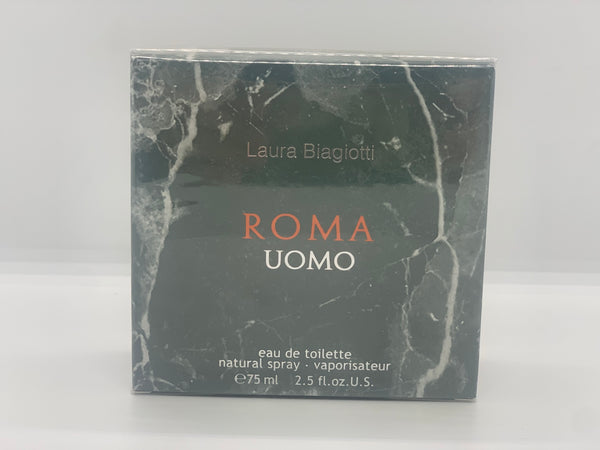 Laura Biagiotti
ROMA
UOMO
eau de toilette
natural spray · vaporisateur
℮75 ml 2.5 fl.oz.U.S.